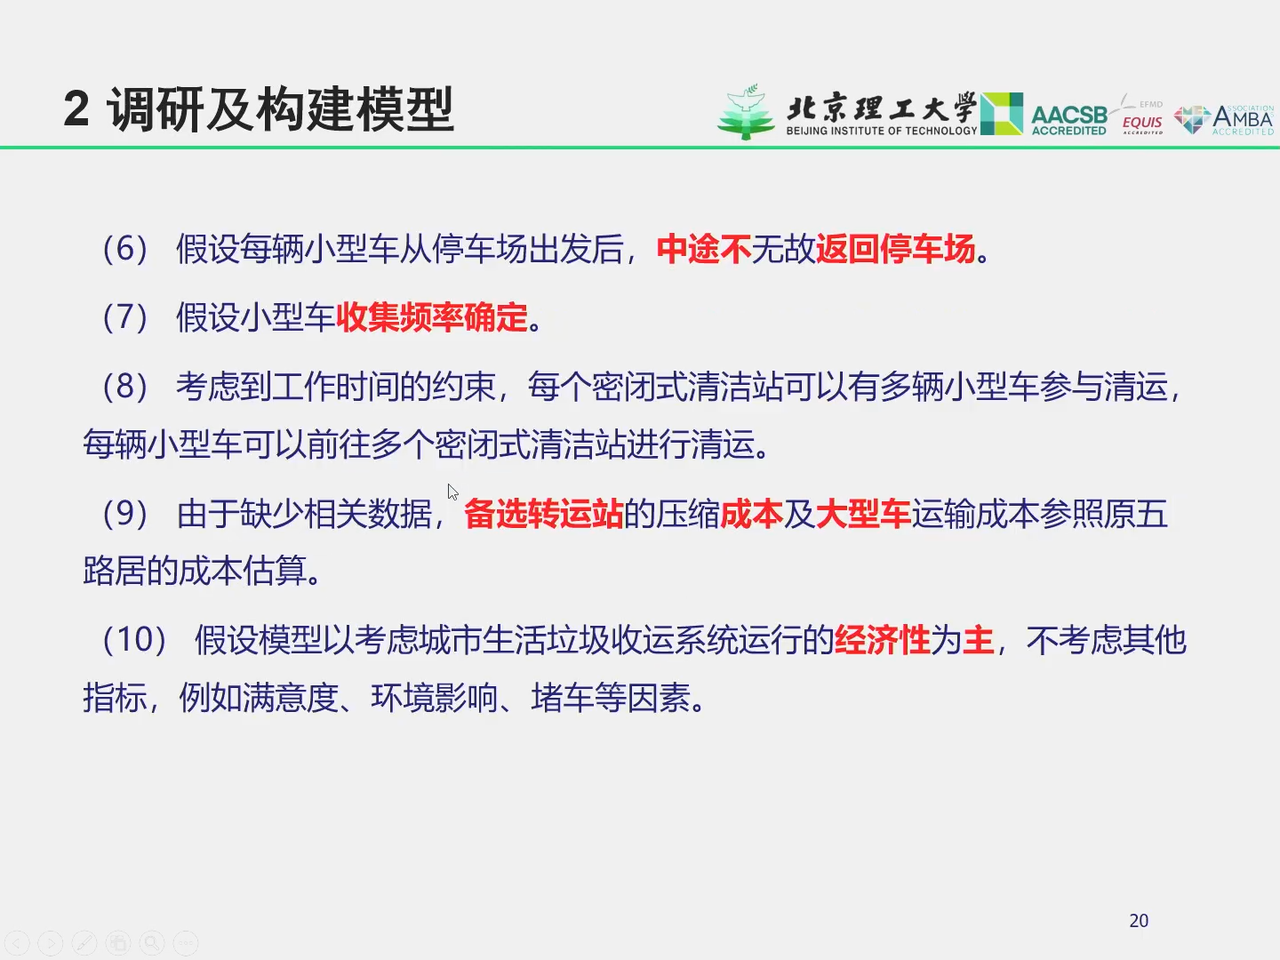 2 调研及构建模型
北京理工大学
BEIJING INSTITUTE OF TECHNOLOGY
AACSB
ACCREDITED
EFMD
EQUIS
ACCREDITED
ASSOCIATION
AMBA
ACCREDITED
（6） 假设每辆小型车从停车场出发后，中途不无故返回停车场。
（7） 假设小型车收集频率确定。
（8） 考虑到工作时间的约束，每个密闭式清洁站可以有多辆小型车参与清运，
每辆小型车可以前往多个密闭式清洁站进行清运。
（9） 由于缺少相关数据，备选转运站的压缩成本及大型车运输成本参照原五
路居的成本估算。
（10） 假设模型以考虑城市生活垃圾收运系统运行的经济性为主，不考虑其他
指标，例如满意度、环境影响、堵车等因素。
20